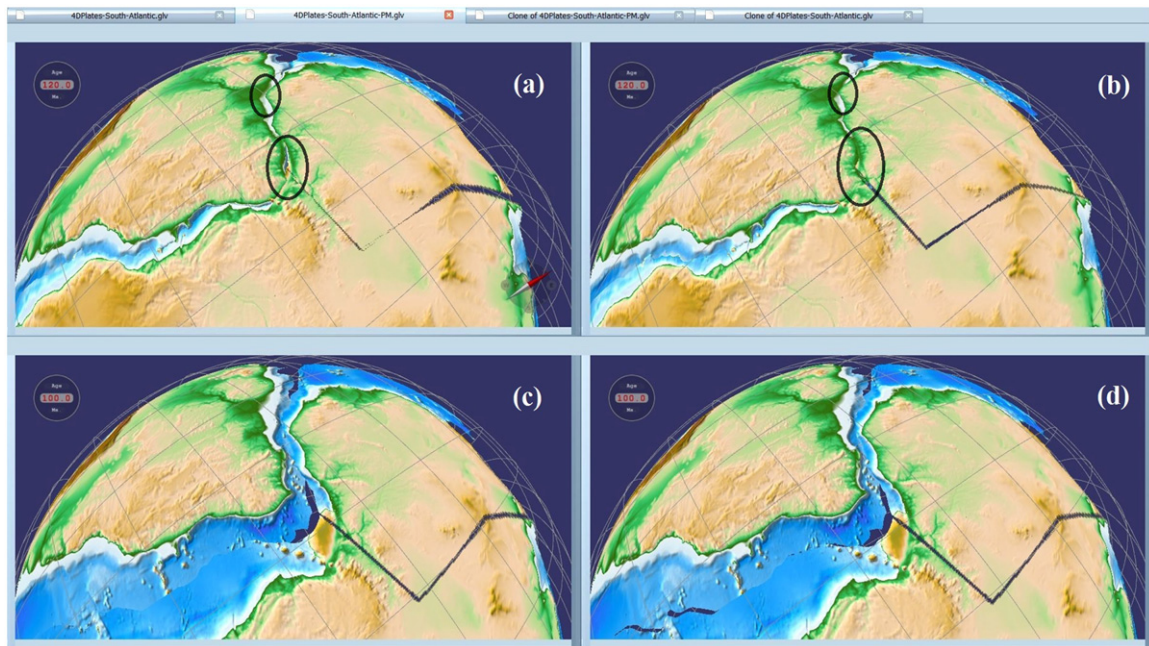 4DPlates-South-Atlantic.glv
4DPlates-South-Atlantic-PM.glv
Clone of 4DPlates-South-Atlantic-PM.glv
Clone of 4DPlates-South-Atlantic.glv
Age
120.0
Ma
(a)
Age
120.0
Ma
(b)
Age
100.0
Ma
(c)
Age
100.0
Ma
(d)